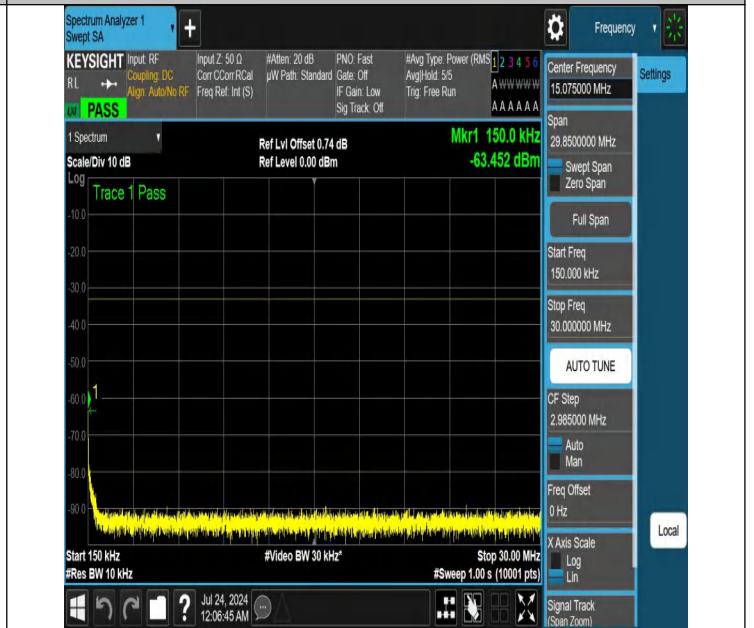 Spectrum Analyzer 1
Swept SA
+
Frequency
KEYSIGHT
RL
PASS
Input: RF
Coupling: DC
Align: Auto/No RF
Input Z: 50 Ω
Corr CCorr RCal
Freq Ref: Int (S)
#Atten: 20 dB
µW Path: Standard
PNO: Fast
Gate: Off
IF Gain: Low
Sig Track: Off
#Avg Type: Power (RMS
Avg|Hold: 5/5
Trig: Free Run
1 2 3 4 5 6
A W W W W W
A A A A A A
1 Spectrum
Scale/Div 10 dB
Ref Lvl Offset 0.74 dB
Ref Level 0.00 dBm
Mkr1 150.0 kHz
-63.452 dBm
Log
Trace 1 Pass
-10.0
-20.0
-30.0
-40.0
-50.0
-60.0
-70.0
-80.0
-90.0
1
Start 150 kHz
#Res BW 10 kHz
#Video BW 30 kHz*
Stop 30.00 MHz
#Sweep 1.00 s (10001 pts)
?
Jul 24, 2024
12:06:45 AM
Center Frequency
15.075000 MHz
Settings
Span
29.8500000 MHz
Swept Span
Zero Span
Full Span
Start Freq
150.000 kHz
Stop Freq
30.000000 MHz
AUTO TUNE
CF Step
2.985000 MHz
Auto
Man
Freq Offset
0 Hz
Local
X Axis Scale
Log
Lin
Signal Track
(Span Zoom)